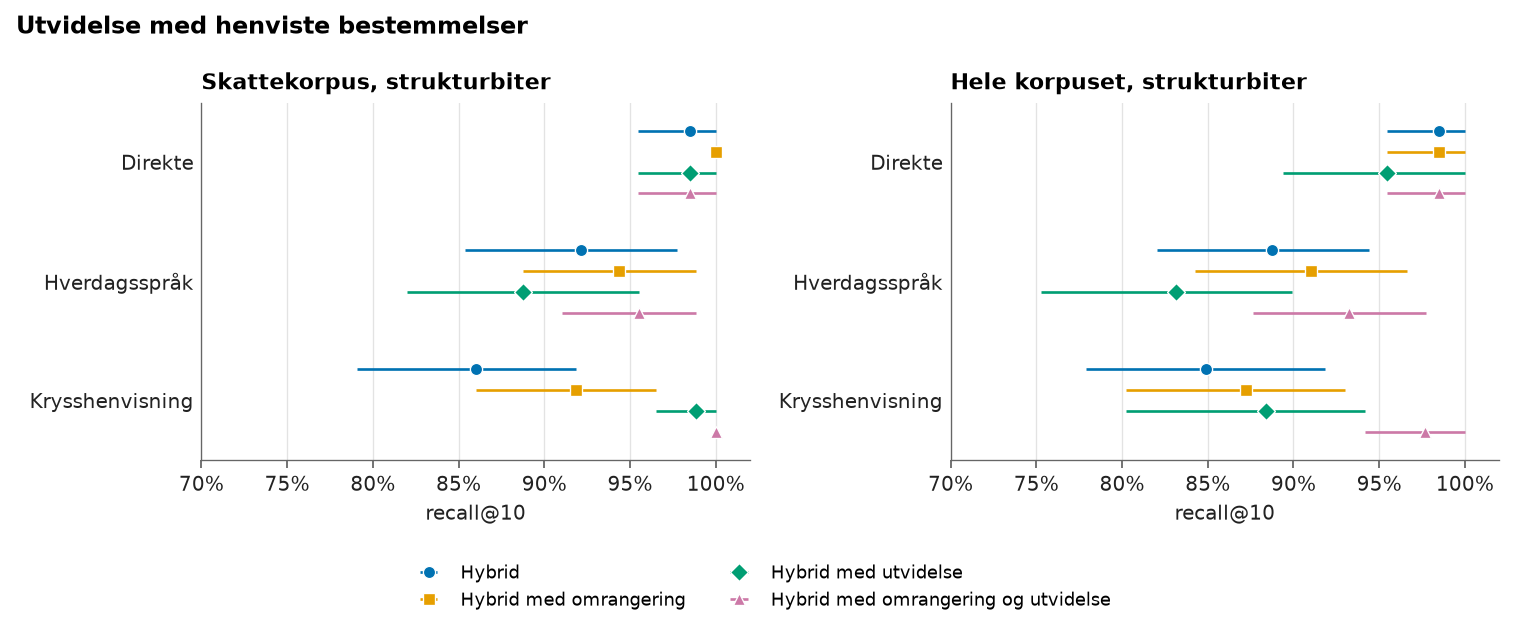 Utvidelse med henviste bestemmelser
Skattekorpus, strukturbiter
Direkte
Hverdagsspråk
Krysshenvisning
70% 75% 80% 85% 90% 95% 100%
recall@10
Hele korpuset, strukturbiter
Direkte
Hverdagsspråk
Krysshenvisning
70% 75% 80% 85% 90% 95% 100%
recall@10
Hybrid
Hybrid med omrangering
Hybrid med utvidelse
Hybrid med omrangering og utvidelse